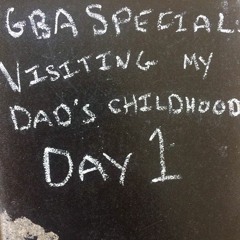 GBA SPECIAL:
VISITING MY
DAD'S CHILDHOOD
DAY 1